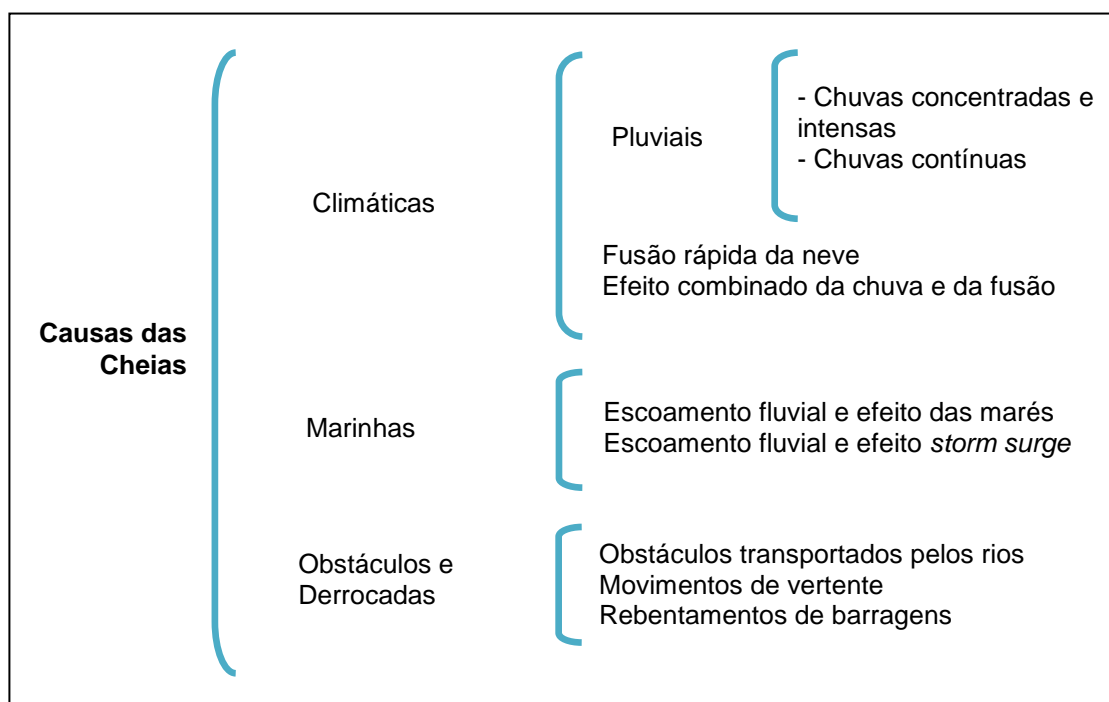 Causas das
Cheias
Climáticas
Pluviais
- Chuvas concentradas e
intensas
- Chuvas contínuas
Fusão rápida da neve
Efeito combinado da chuva e da fusão
Marinhas
Escoamento fluvial e efeito das marés
Escoamento fluvial e efeito storm surge
Obstáculos e
Derrocadas
Obstáculos transportados pelos rios
Movimentos de vertente
Rebentamentos de barragens